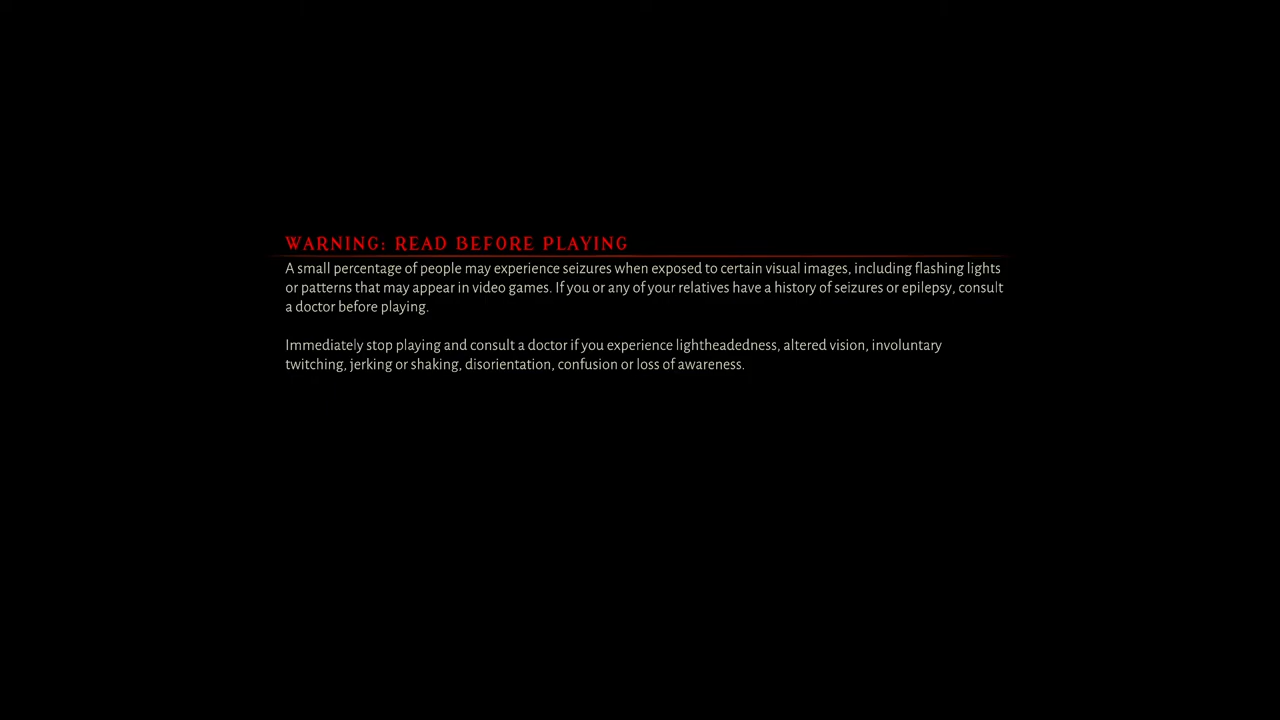 WARNING: READ BEFORE PLAYING
A small percentage of people may experience seizures when exposed to certain visual images, including flashing lights
or patterns that may appear in video games. If you or any of your relatives have a history of seizures or epilepsy, consult
a doctor before playing.
Immediately stop playing and consult a doctor if you experience lightheadedness, altered vision, involuntary
twitching, jerking or shaking, disorientation, confusion or loss of awareness.